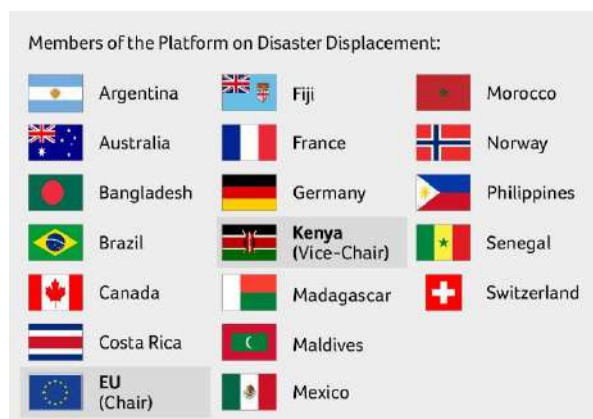 Members of the Platform on Disaster Displacement:
Argentina
Australia
Bangladesh
Brazil
Canada
Costa Rica
EU
(Chair)
Fiji
France
Germany
Kenya
(Vice-Chair)
Madagascar
Maldives
Mexico
Morocco
Norway
Philippines
Senegal
Switzerland